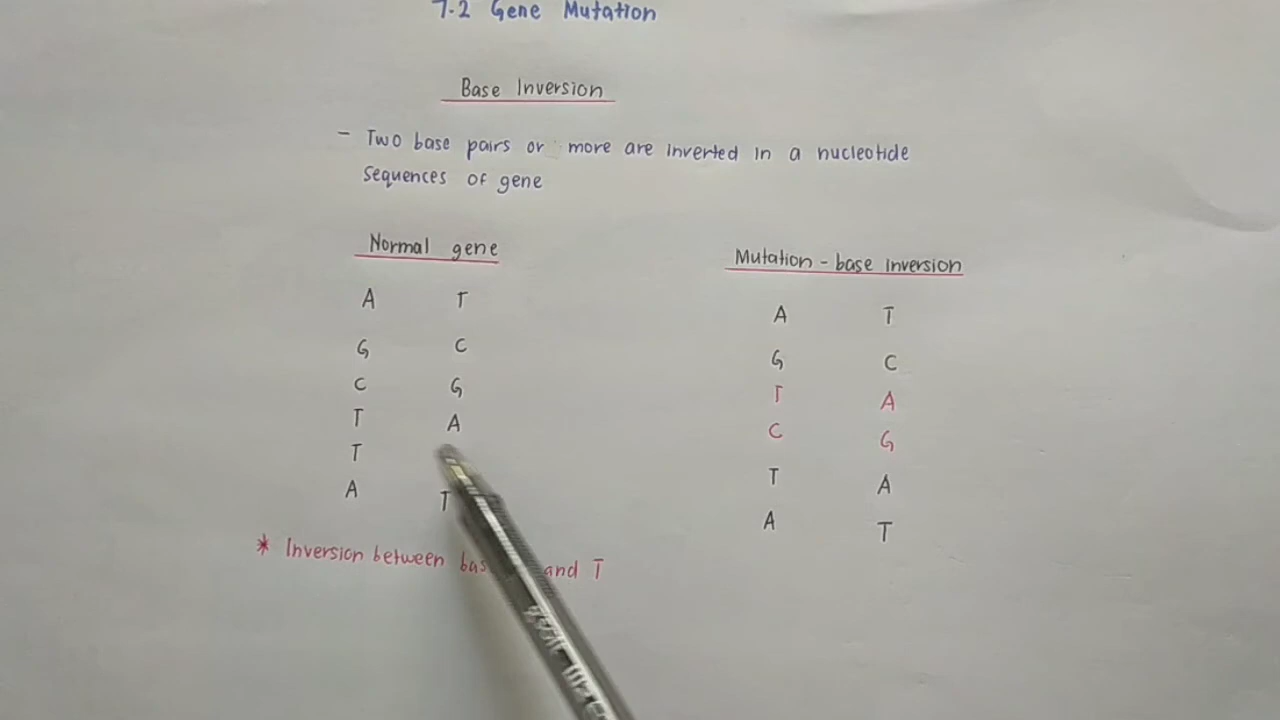 7.2 Gene Mutation
Base Inversion
- Two base pairs or more are inverted in a nucleotide
sequences of gene
Normal gene
A T
G C
C G
T A
T
A T
Mutation - base inversion
A T
G C
T A
C G
T A
A T
* Inversion between and T